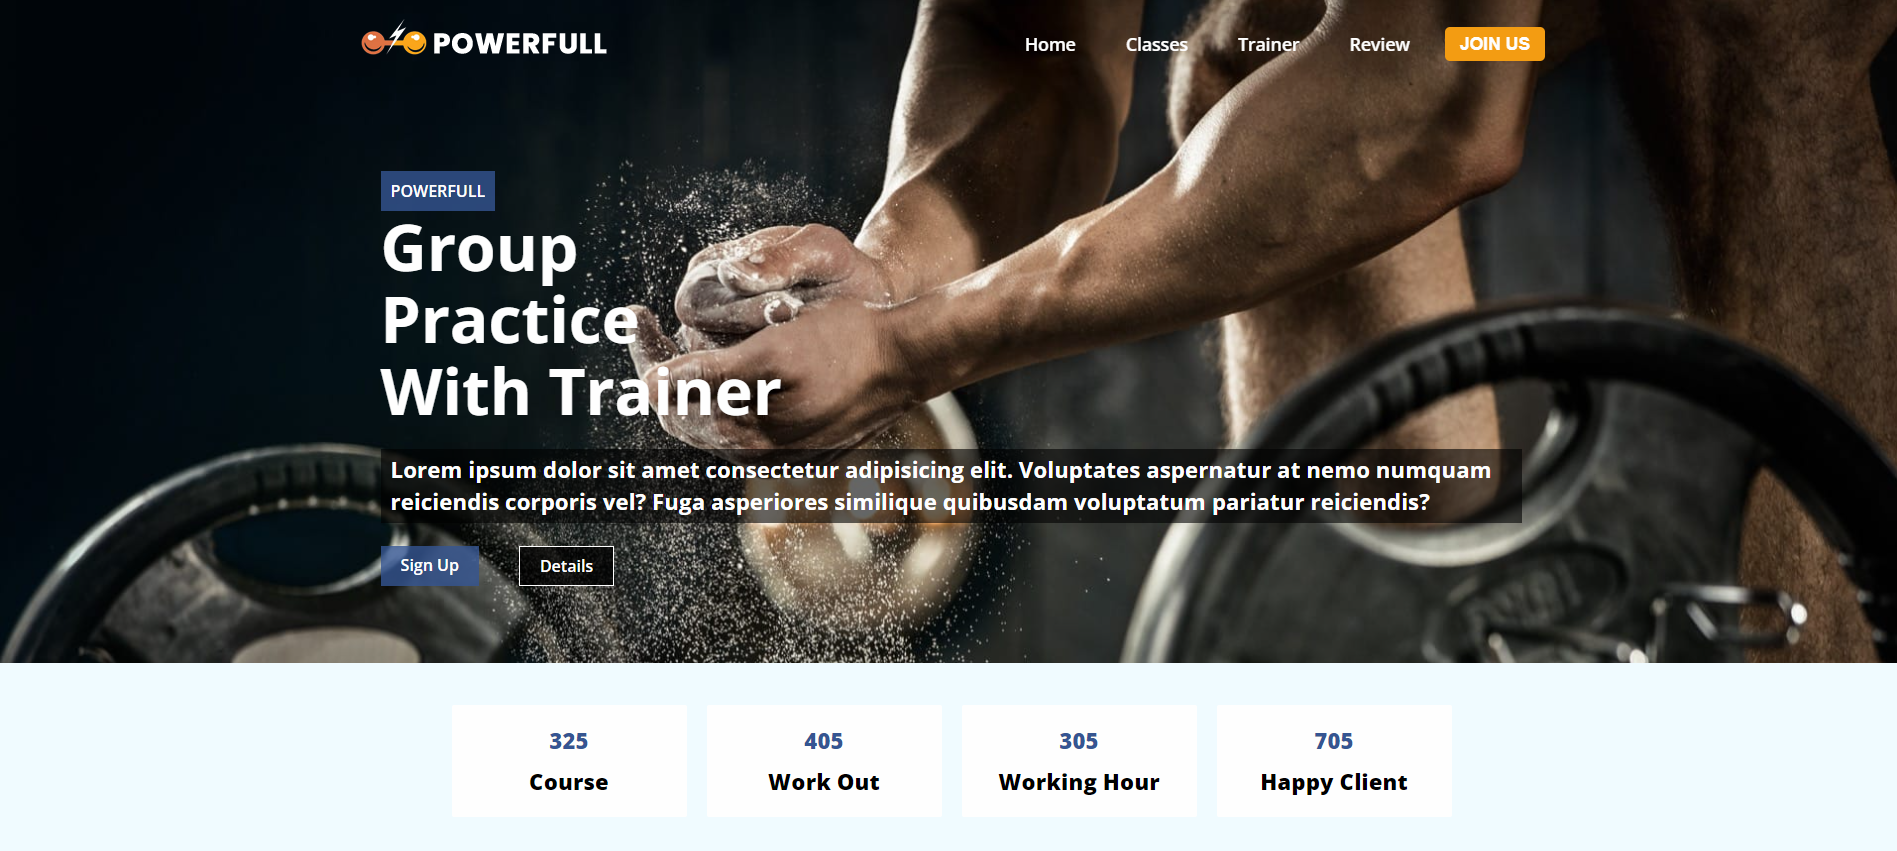 POWERFULL
Home
Classes
Trainer
Review
JOIN US
POWERFULL
Group
Practice
With Trainer
Lorem ipsum dolor sit amet consectetur adipisicing elit. Voluptates aspernatur at nemo numquam
reiciendis corporis vel? Fuga asperiores similique quibusdam voluptatum pariatur reiciendis?
Sign Up
Details
325
Course
405
Work Out
305
Working Hour
705
Happy Client